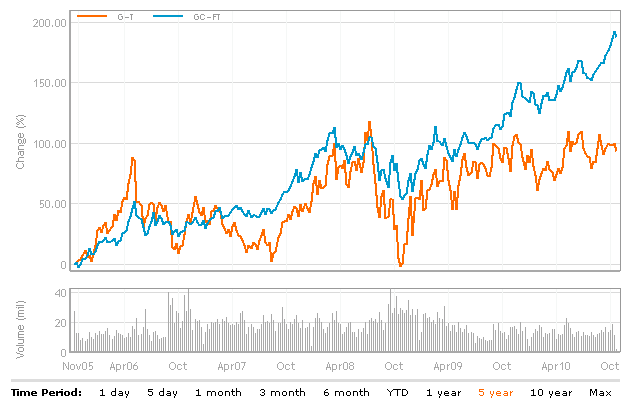 G-T GC-FT
200.00
150.00
100.00
50.00
0
Change (%)
40
20
0
Volume (mil)
Nov05 Apr06 Oct Apr07 Oct Apr08 Oct Apr09 Oct Apr10 Oct
Time Period: 1 day 5 day 1 month 3 month 6 month YTD 1 year 5 year 10 year Max